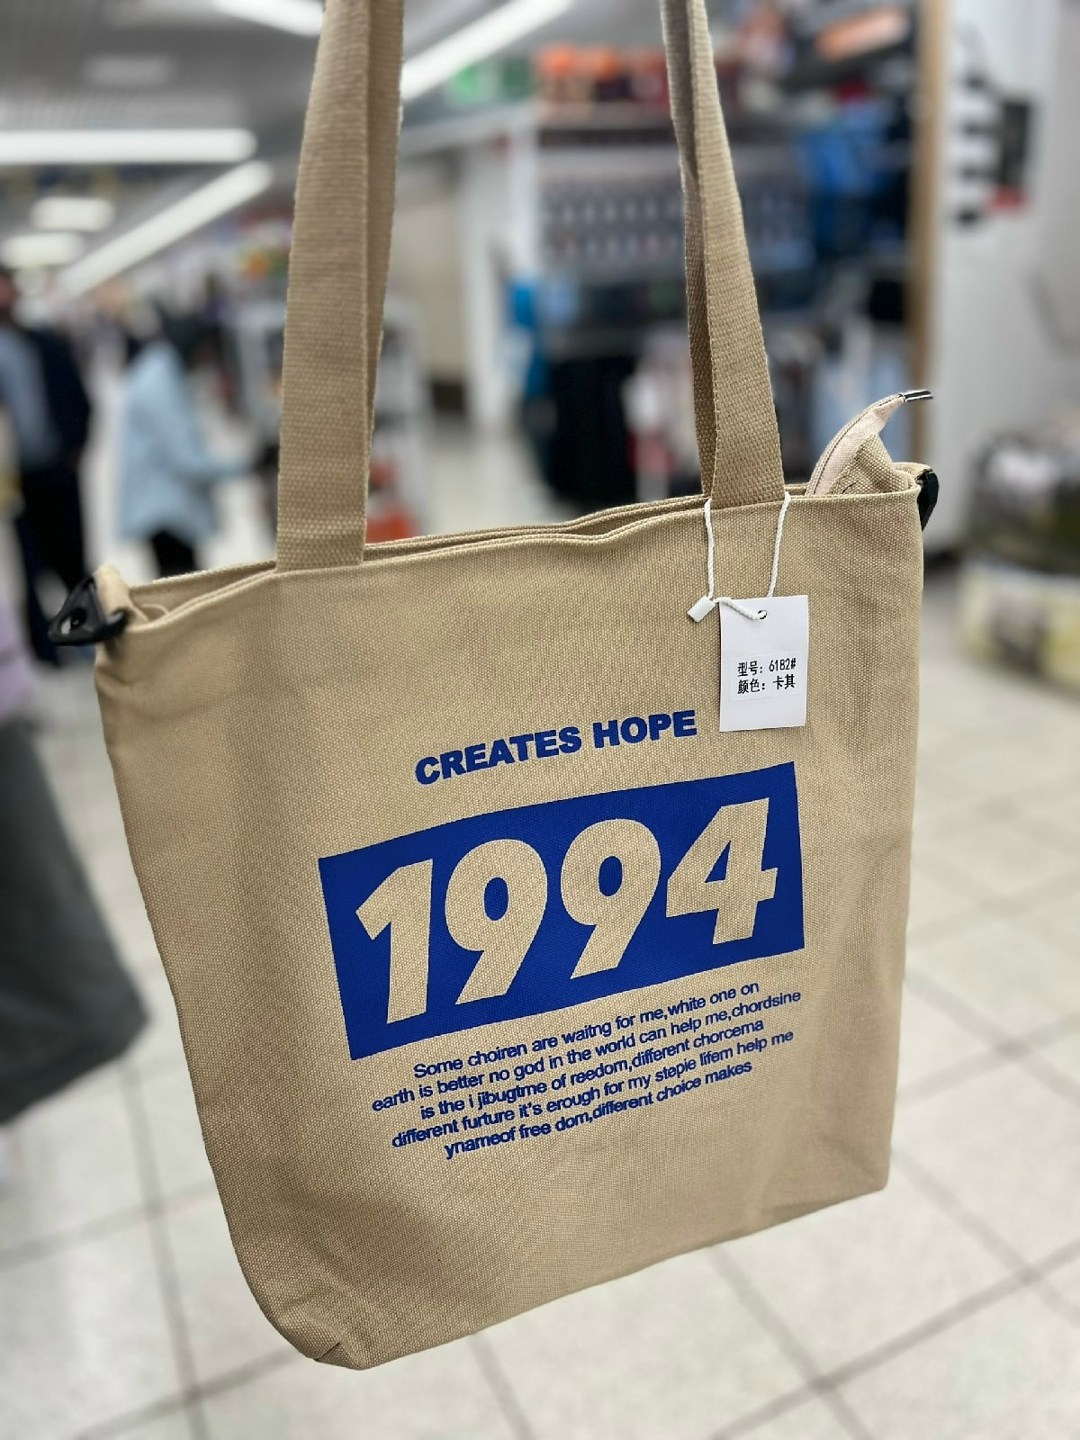 型号：6182#
颜色：卡其
CREATES HOPE
1994
Some choiren are waitng for me,white one on
earth is better no god in the world can help me,chordsine
is the i jibugtme of reedom,different chorcema
different furture it's erough for my stepie lifem help me
ynameof free dom,different choice makes